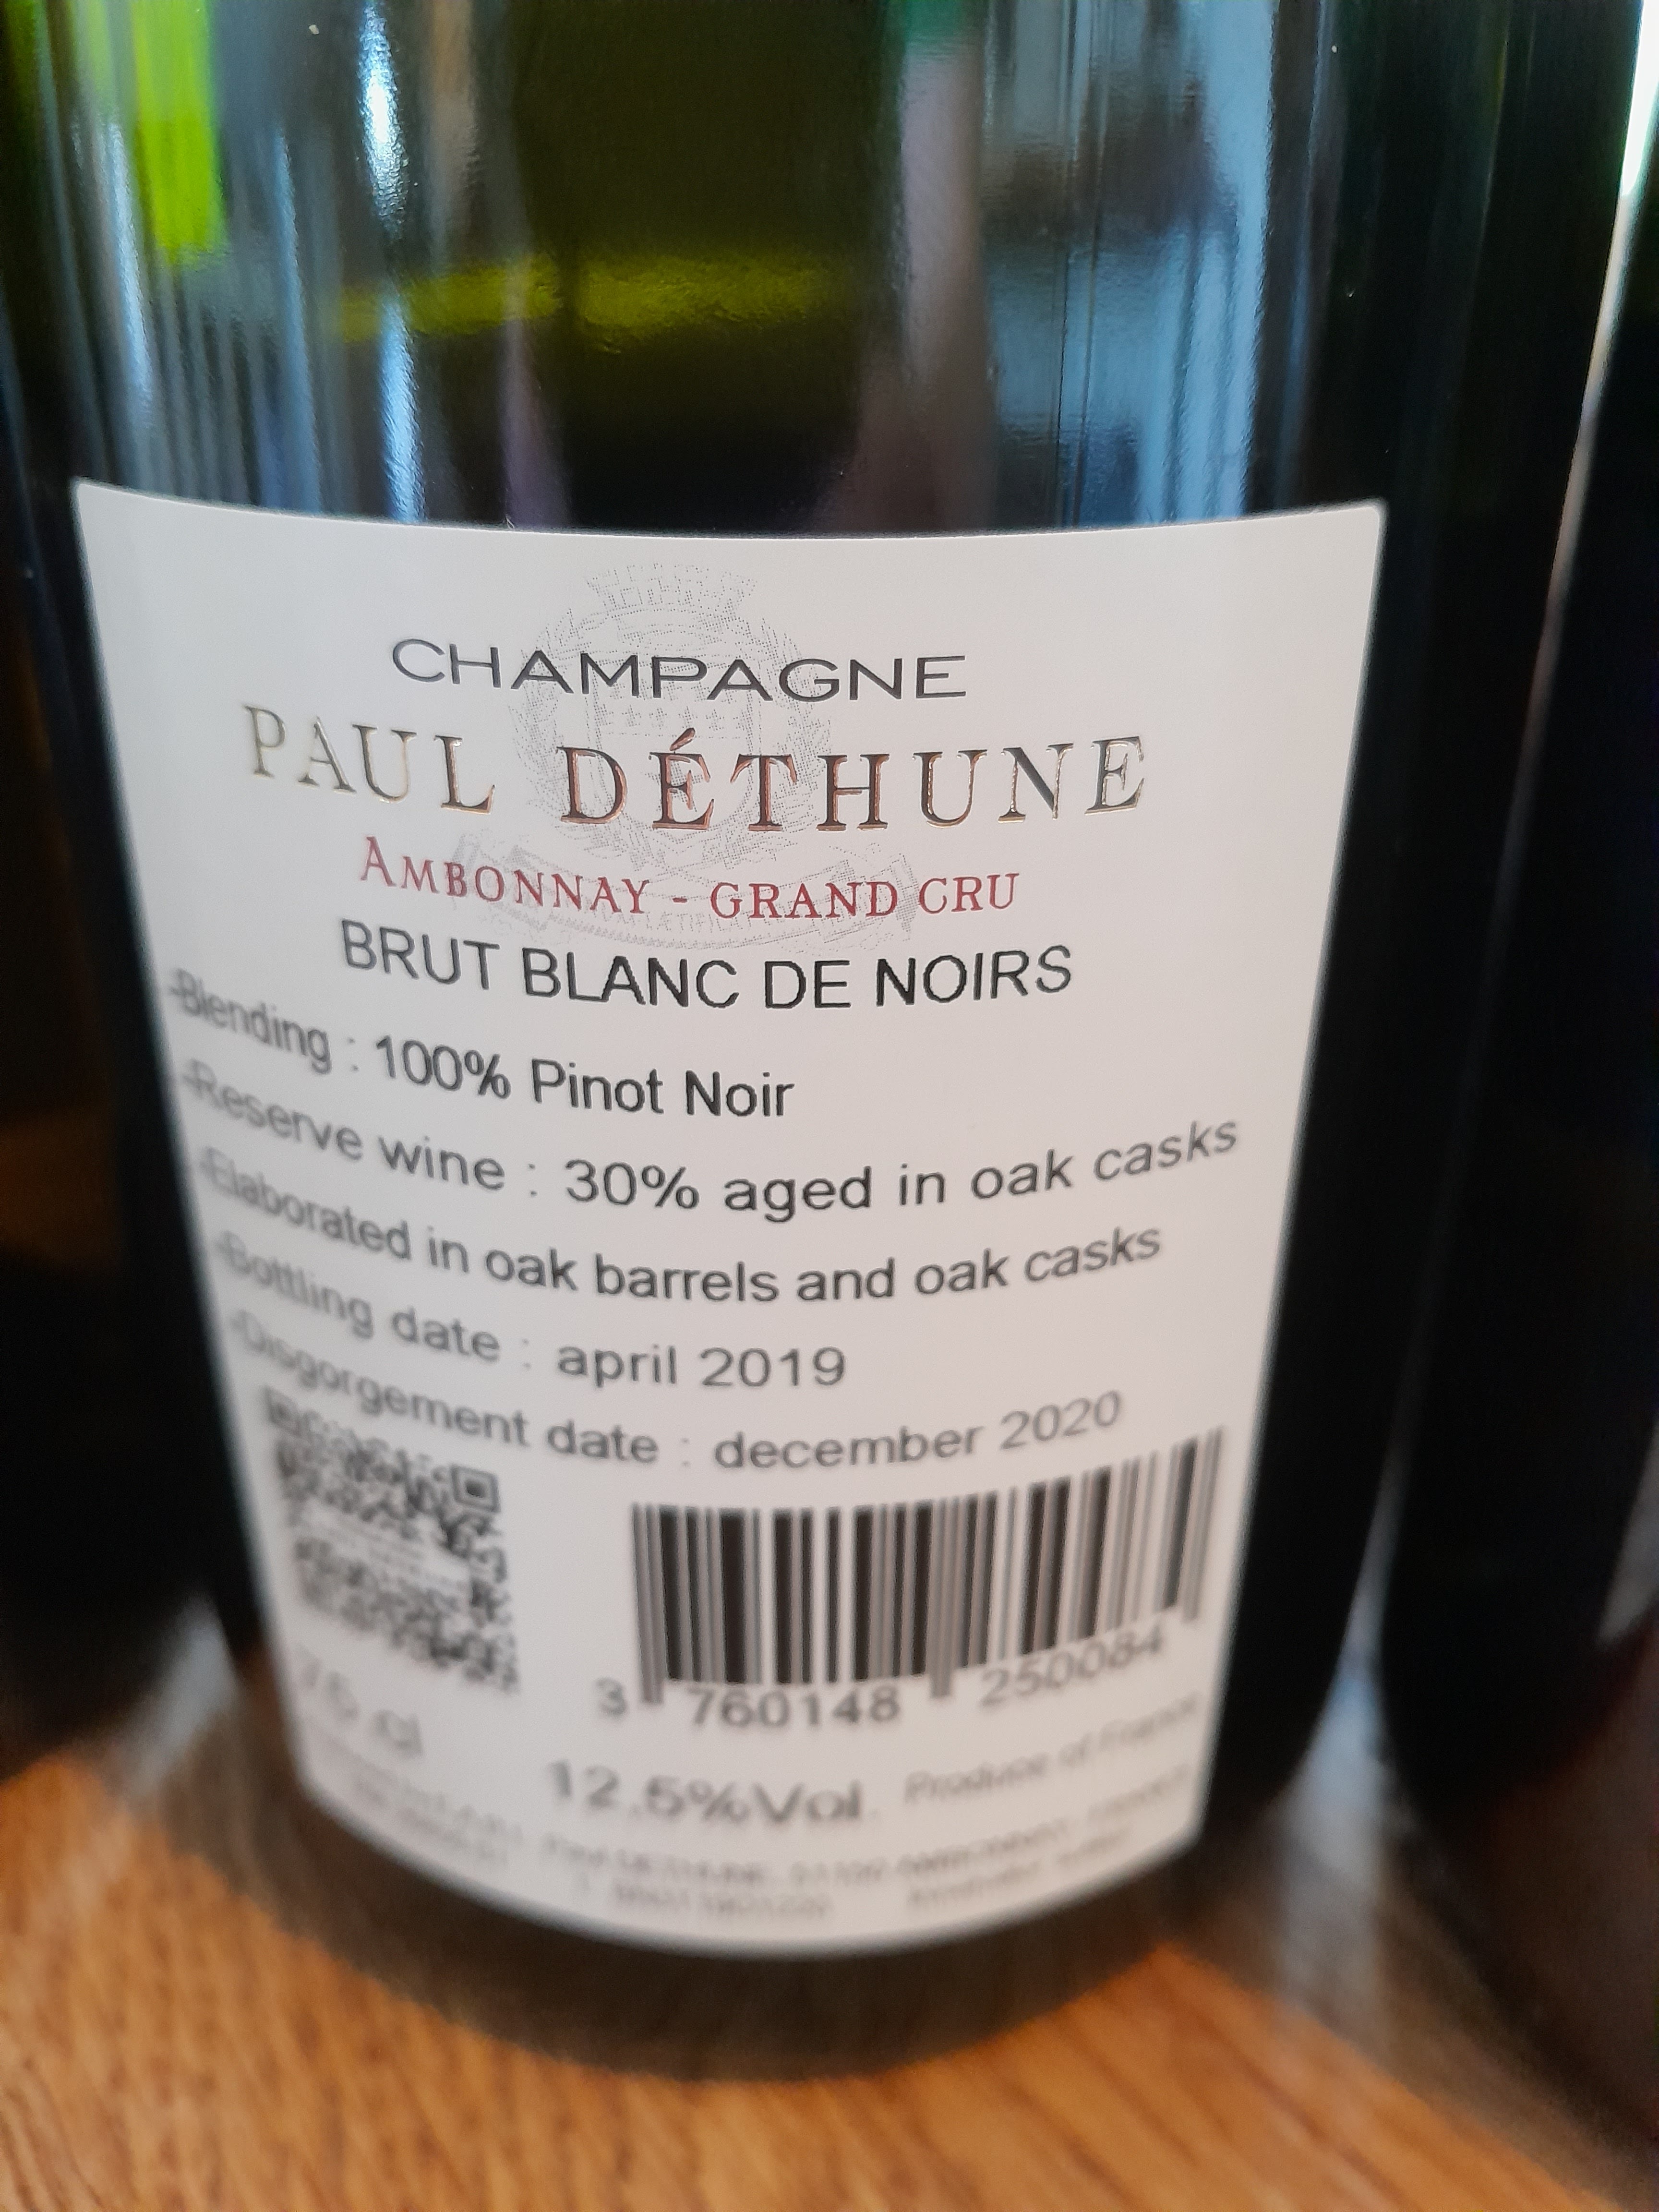 CHAMPAGNE
PAUL DÉTHUNE
AMBONNAY - GRAND CRU
BRUT BLANC DE NOIRS
-Blending : 100% Pinot Noir
-Reserve wine : 30% aged in oak casks
-Elaborated in oak barrels and oak casks
-Bottling date : april 2019
-Disgorgement date : december 2020
3 760148 250084
75 cl
12.5%Vol. Produce of France